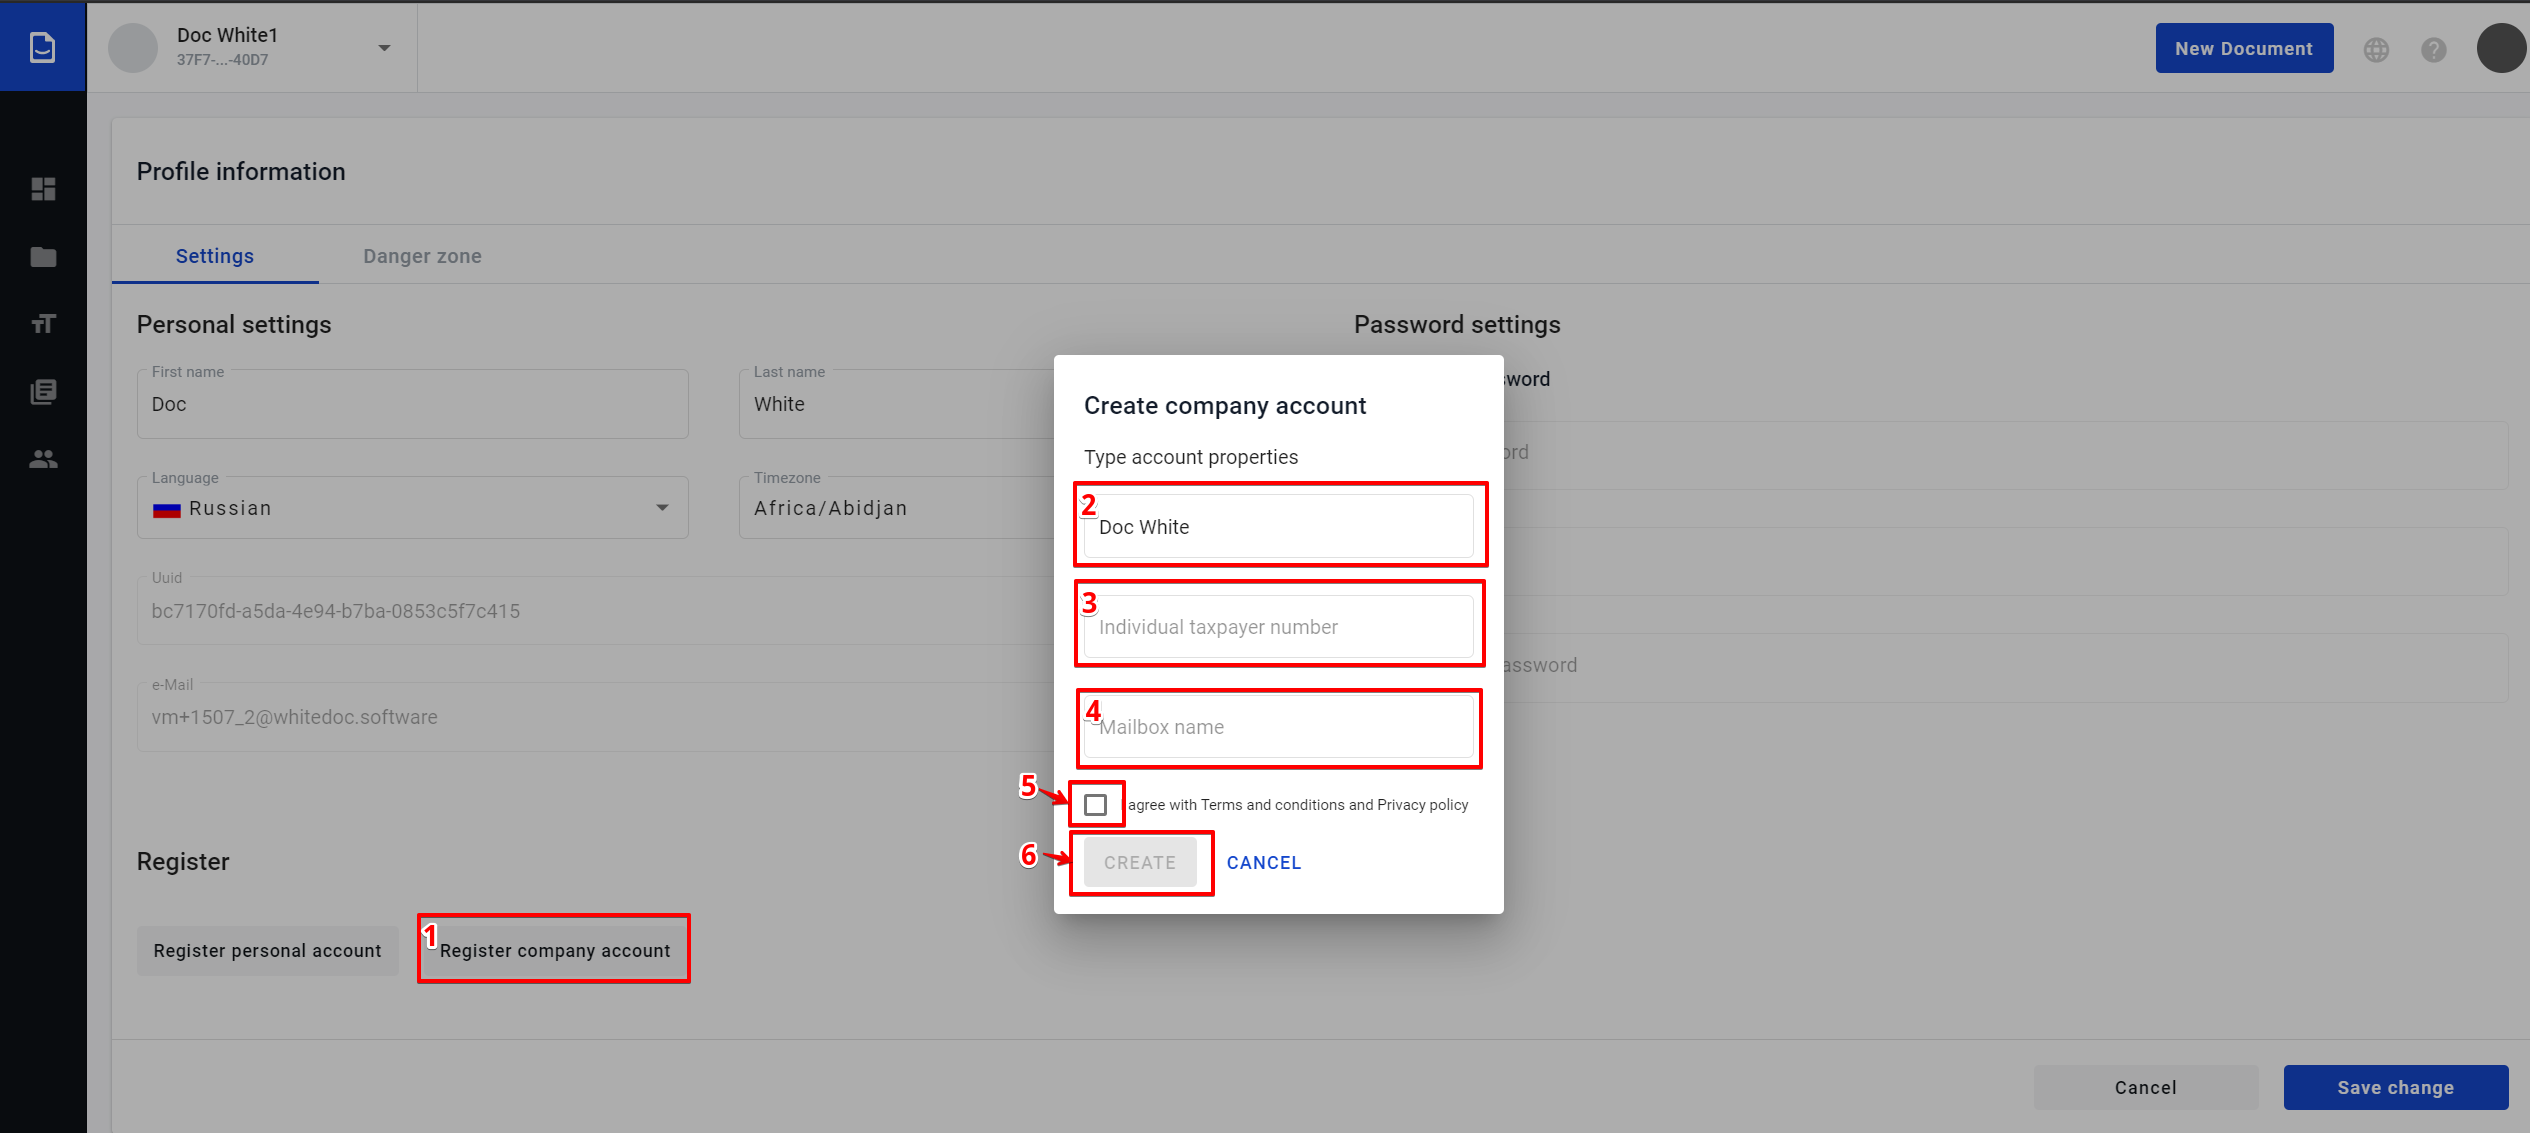 Doc White1
37F7-...-40D7
New Document
Profile information
Settings
Danger zone
Personal settings
Password settings
First name
Doc
Last name
White
Language
Russian
Timezone
Africa/Abidjan
Uuid
bc7170fd-a5da-4e94-b7ba-0853c5f7c415
e-Mail
vm+1507_2@whitedoc.software
sword
ord
assword
Create company account
Type account properties
2
Doc White
3
Individual taxpayer number
4
Mailbox name
5
agree with Terms and conditions and Privacy policy
6
CREATE
CANCEL
Register
Register personal account
1
Register company account
Cancel
Save change